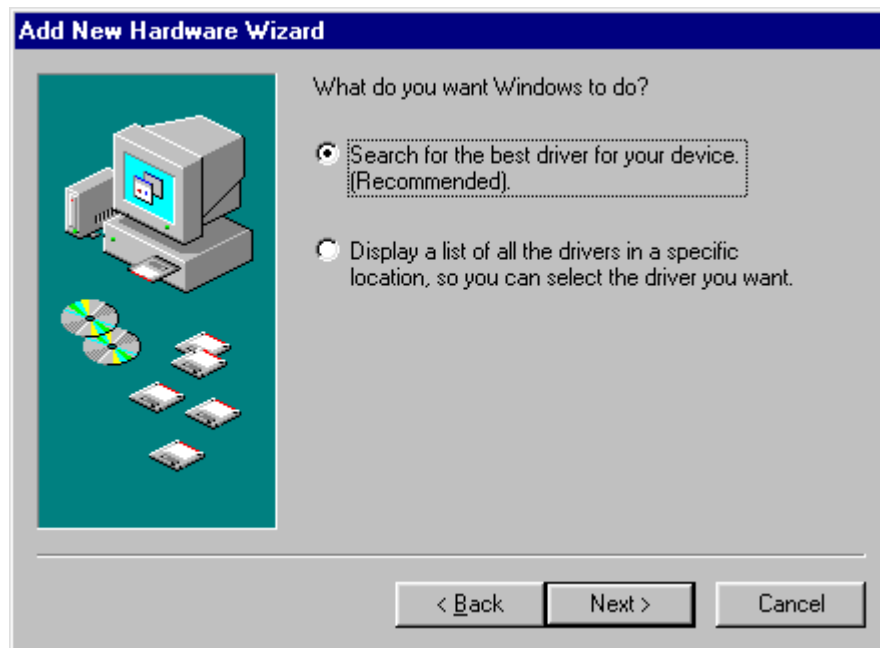 Add New Hardware Wizard
What do you want Windows to do?
Search for the best driver for your device.
(Recommended).
Display a list of all the drivers in a specific
location, so you can select the driver you want.
< Back
Next >
Cancel